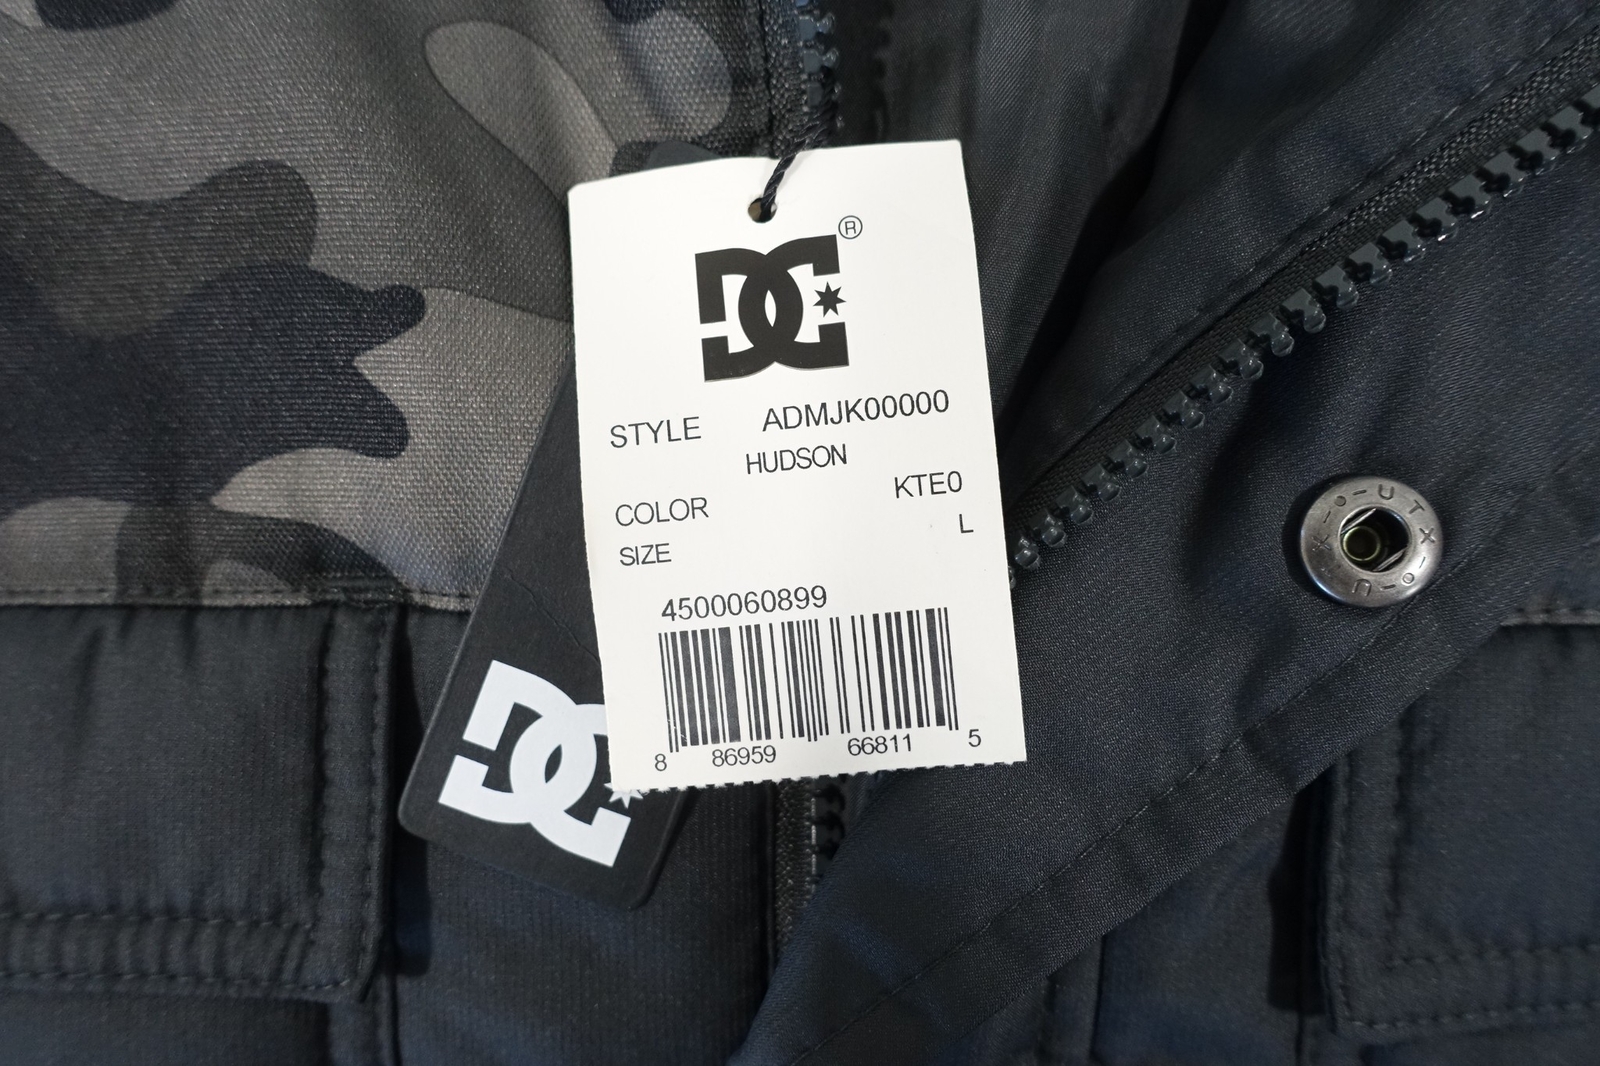 DC®
STYLE ADMJK00000
HUDSON
COLOR KTE0
SIZE L
4500060899
8 86959 66811 5
DC